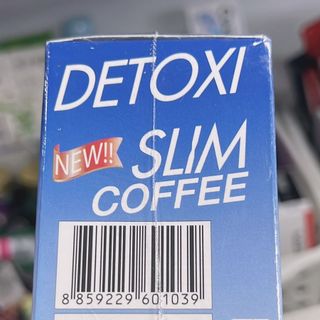 DETOXI
NEW!! SLIM
COFFEE
8 859229 601039